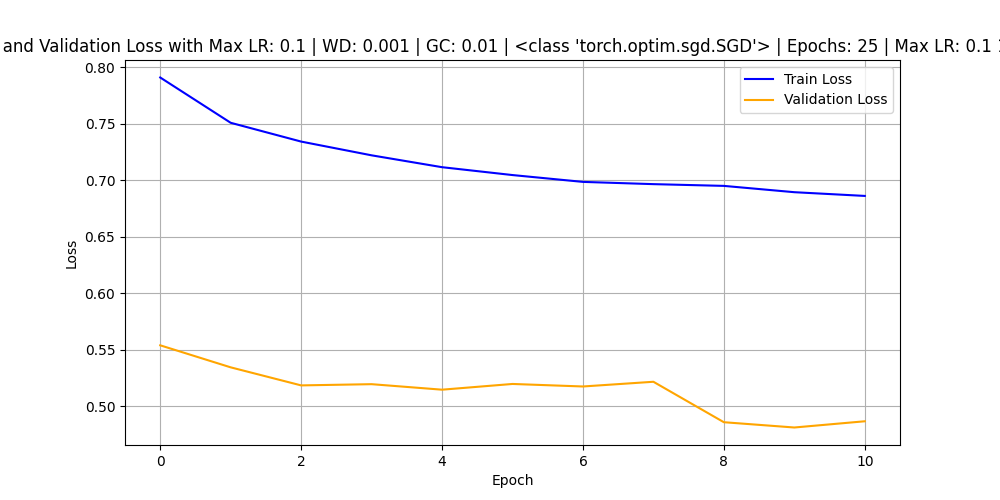 and Validation Loss with Max LR: 0.1 | WD: 0.001 | GC: 0.01 | <class 'torch.optim.sgd.SGD'> | Epochs: 25 | Max LR: 0.1
0.80
Train Loss
Validation Loss
0.75
0.70
0.65
Loss
0.60
0.55
0.50
0 2 4 6 8 10
Epoch